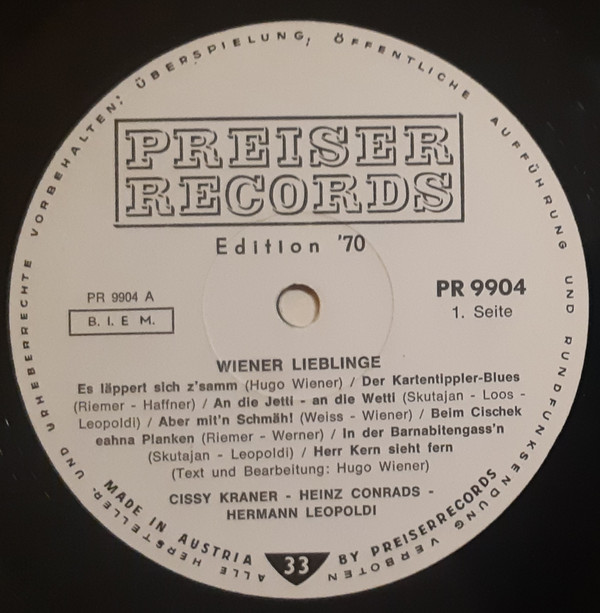 ALLE HERSTELLER- UND URHEBERRECHTE VORBEHALTEN; ÜBERSPIELUNG, ÖFFENTLICHE AUFFÜHRUNG UND RUNDFUNKSENDUNG VERBOTEN
PREISER
RECORDS
Edition '70
PR 9904 A
B. I. E. M.
PR 9904
1. Seite
WIENER LIEBLINGE
Es läppert sich z'samm (Hugo Wiener) / Der Kartentippler-Blues
(Riemer - Haffner) / An die Jetti - an die Wetti (Skutajan - Loos -
Leopoldi) / Aber mit'n Schmäh! (Weiss - Wiener) / Beim Cischek
eahna Planken (Riemer - Werner) / In der Barnabitengass'n
(Skutajan - Leopoldi) / Herr Kern sieht fern
(Text und Bearbeitung: Hugo Wiener)
CISSY KRANER - HEINZ CONRADS -
HERMANN LEOPOLDI
MADE IN AUSTRIA
33
BY PREISERRECORDS